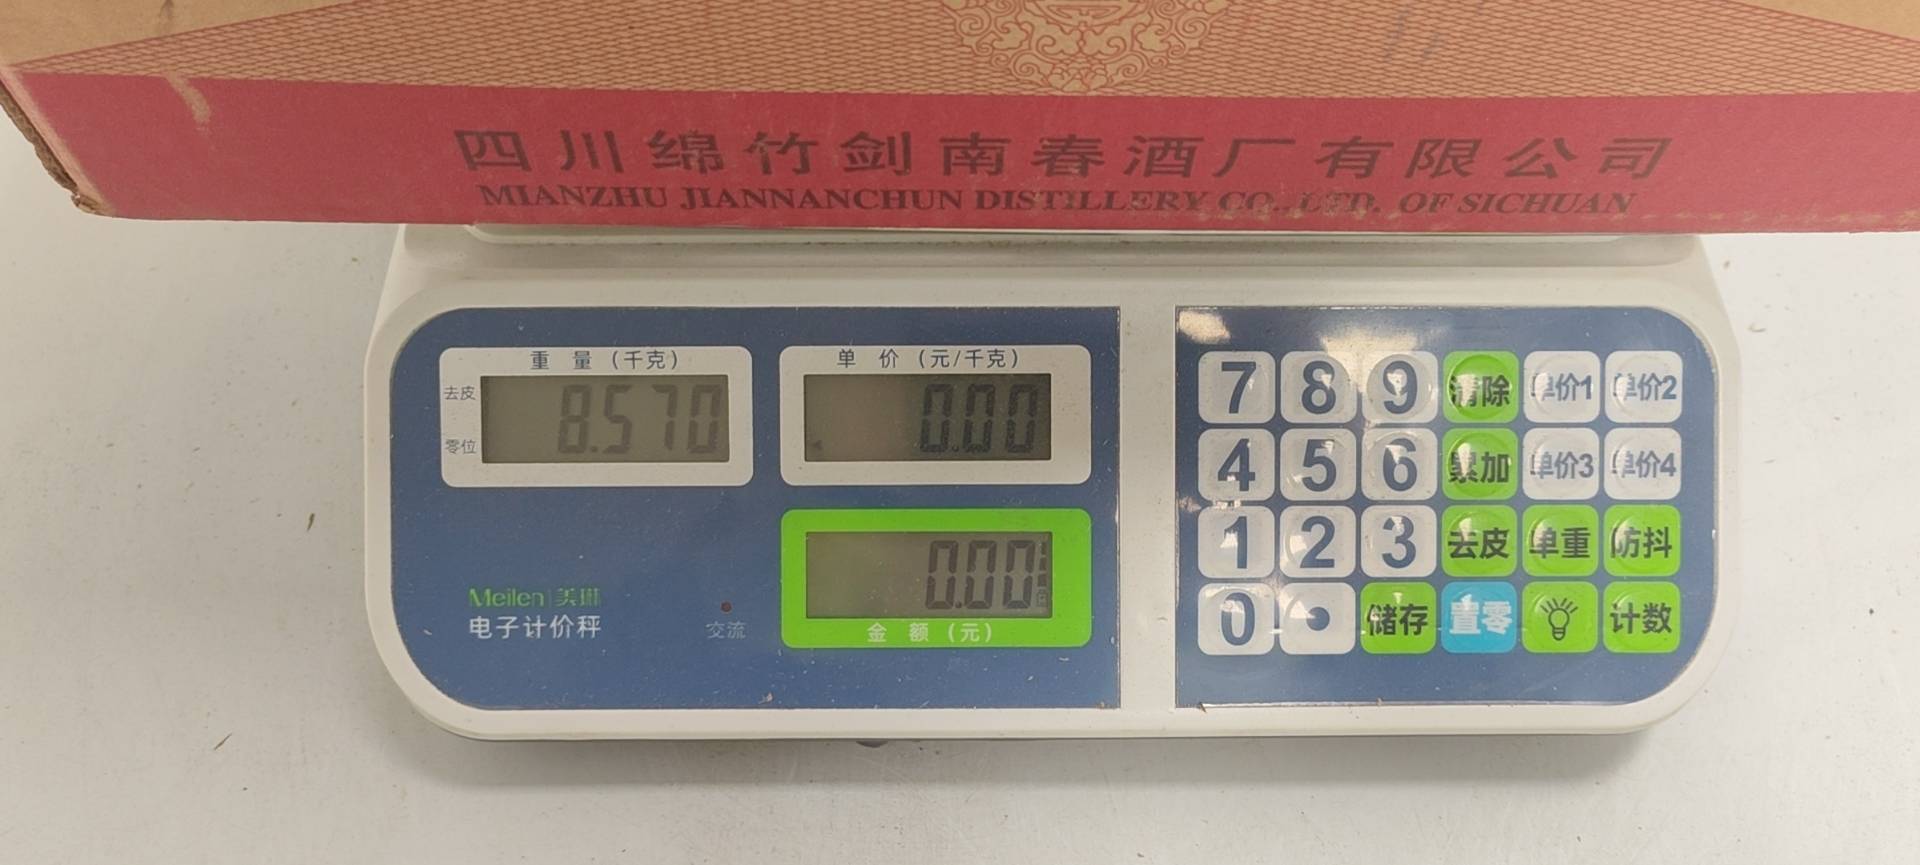 四川绵竹剑南春酒厂有限公司
MIANZHU JIANNANCHUN DISTILLERY CO.,LTD. OF SICHUAN
重量(千克)
去皮
零位
8.570
单价(元/千克)
0.00
0.00
金额(元)
Meilen|美琳
电子计价秤
交流
7 8 9 清除 单价1 单价2
4 5 6 累加 单价3 单价4
1 2 3 去皮 单重 防抖
0 • 储存 置零 计数